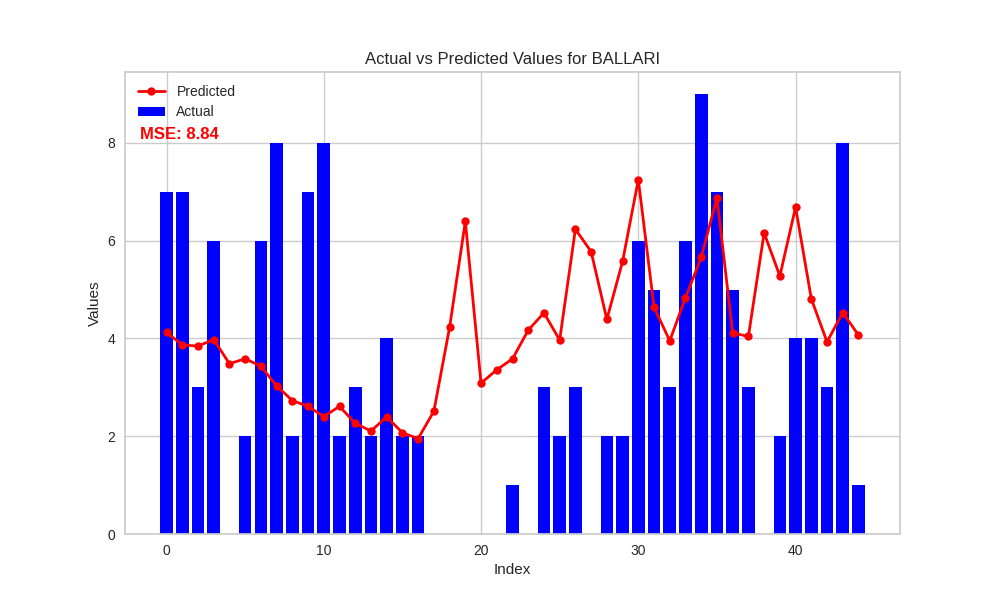 Actual vs Predicted Values for BALLARI
Predicted
Actual
MSE: 8.84
Values
8
6
4
2
0
0 10 20 30 40
Index